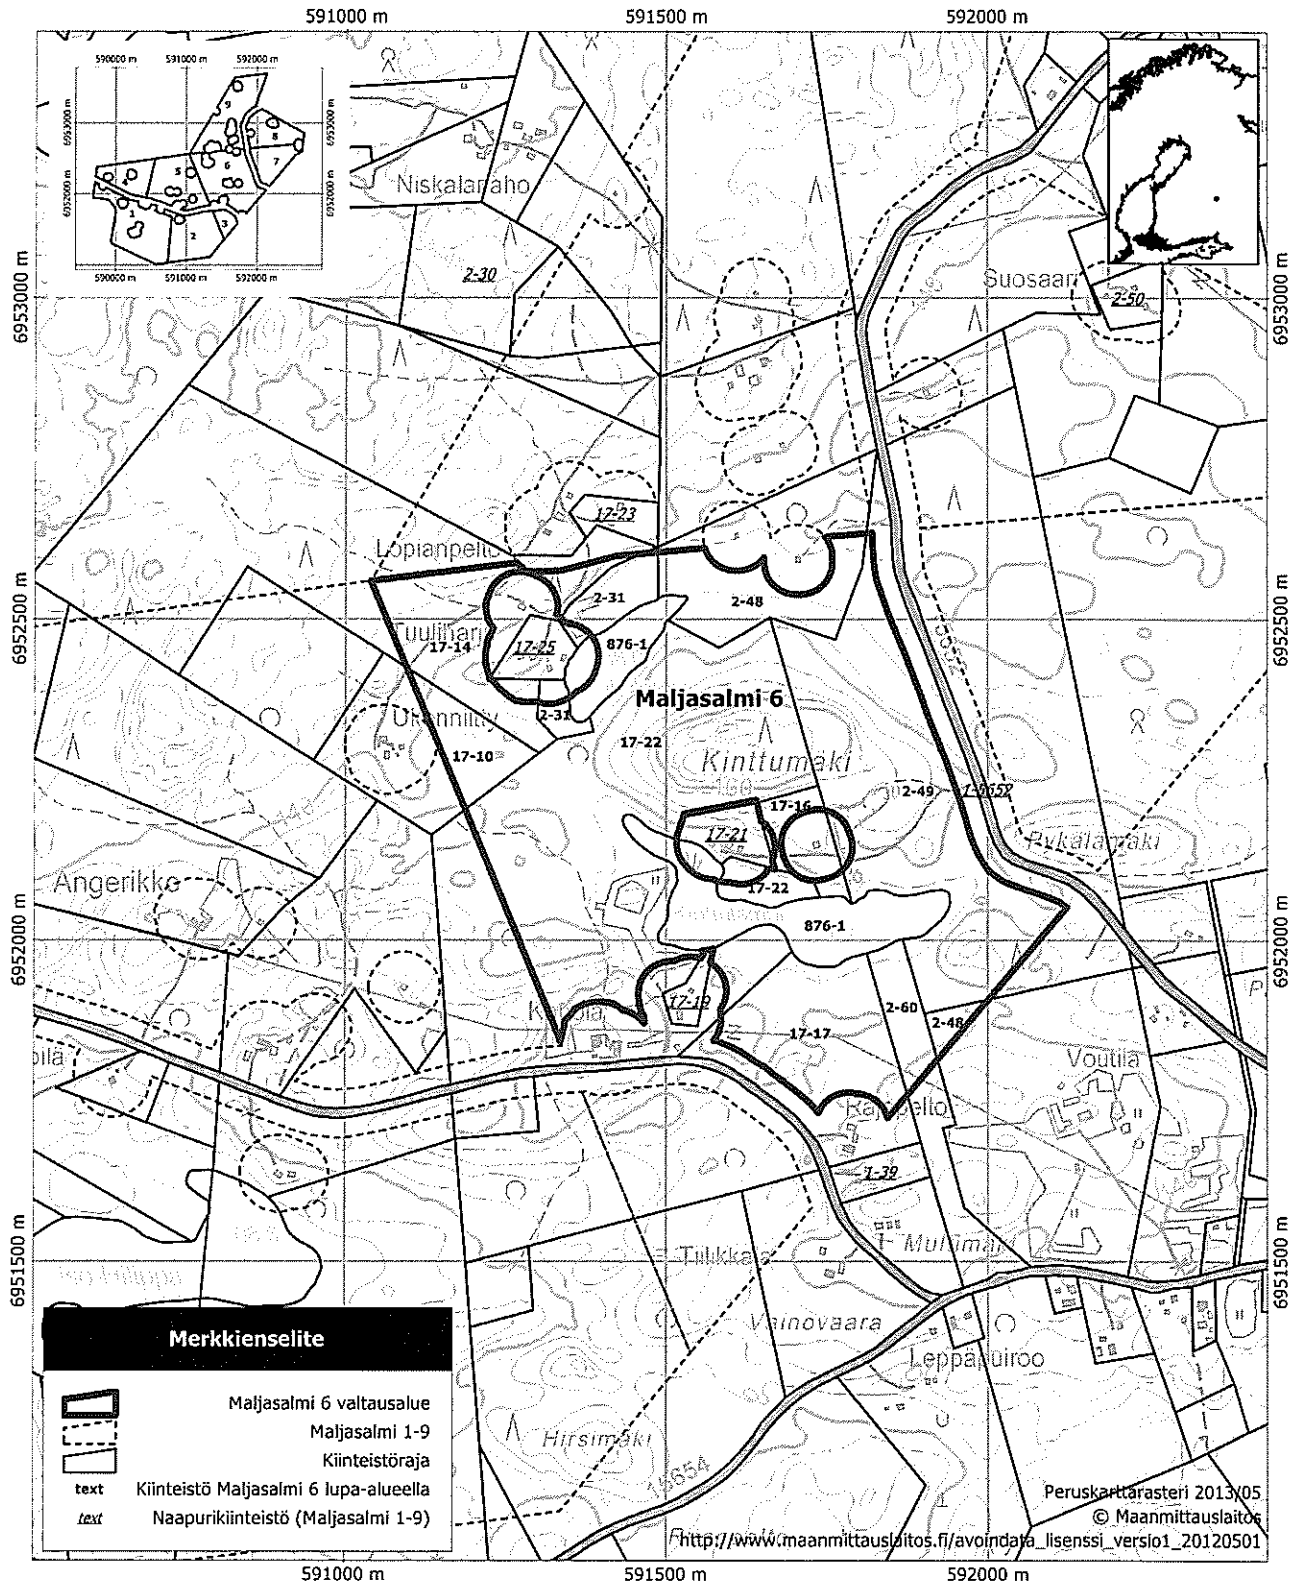 591000 m
591500 m
592000 m
590000 m
591000 m
592000 m
6953000 m
6952000 m
6953000 m
6952000 m
590000 m
591000 m
592000 m
1
2
3
5
6
7
8
9
Niskalanaho
2-30
Suosaari
2-50
6953000 m
6953000 m
17-23
Lopianpelto
2-31
2-48
6952500 m
6952500 m
17-14
17-25
876-1
2-31
Maljasalmi 6
17-22
17-10
Kinttumäki
2-49
17-16
17-21
17-22
Angerikko
876-1
6952000 m
6952000 m
17-19
2-60
2-48
17-17
Voutila
1-39
Tiilikkala
6951500 m
6951500 m
Väinövaara
Leppäpuiroo
Hirsimäki
Merkkienselite
Maljasalmi 6 valtausalue
Maljasalmi 1-9
Kiinteistöraja
text Kiinteistö Maljasalmi 6 lupa-alueella
text Naapurikiinteistö (Maljasalmi 1-9)
Peruskarttarasteri 2013/05
© Maanmittauslaitos
http://www.maanmittauslaitos.fi/avoindata_lisenssi_versio1_20120501
591000 m
591500 m
592000 m